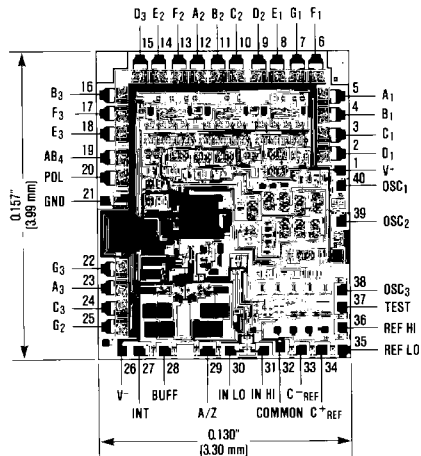 D₃ E₂ F₂ A₂ B₂ C₂ D₂ E₁ G₁ F₁
15 14 13 12 11 10 9 8 7 6
B₃ 16
F₃ 17
E₃ 18
AB₄ 19
POL 20
GND 21
G₃ 22
A₃ 23
C₃ 24
G₂ 25
5 A₁
4 B₁
3 C₁
2 D₁
1 V⁻
40 OSC₁
39 OSC₂
38 OSC₃
37 TEST
36 REF HI
35 REF LO
26 27 28 29 30 31 32 33 34
V⁻ BUFF IN LO IN HI C⁻REF
INT A/Z COMMON C⁺REF
0.157"
(3.99 mm)
0.130"
(3.30 mm)